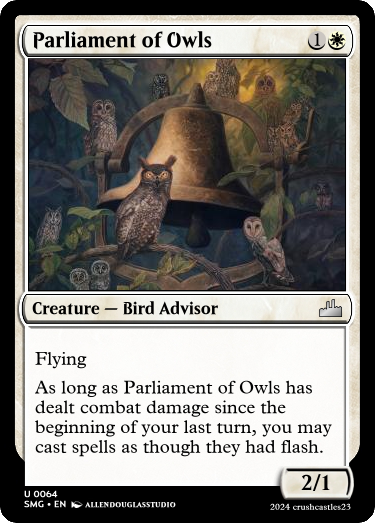 Parliament of Owls 1
Creature — Bird Advisor
Flying
As long as Parliament of Owls has
dealt combat damage since the
beginning of your last turn, you may
cast spells as though they had flash.
2/1
U 0064
SMG • EN ALLENDOUGLASSTUDIO
2024 crushcastles23